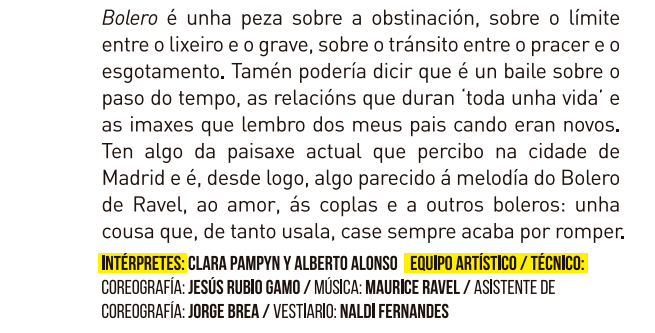 Bolero é unha peza sobre a obstinación, sobre o límite
entre o lixeiro e o grave, sobre o tránsito entre o pracer e o
esgotamento. Tamén podería dicir que é un baile sobre o
paso do tempo, as relacións que duran ‘toda unha vida’ e
as imaxes que lembro dos meus pais cando eran novos.
Ten algo da paisaxe actual que percibo na cidade de
Madrid e é, desde logo, algo parecido á melodía do Bolero
de Ravel, ao amor, ás coplas e a outros boleros: unha
cousa que, de tanto usala, case sempre acaba por romper.
INTÉRPRETES: CLARA PAMPYN Y ALBERTO ALONSO EQUIPO ARTÍSTICO / TÉCNICO:
COREOGRAFÍA: JESÚS RUBIO GAMO / MÚSICA: MAURICE RAVEL / ASISTENTE DE
COREOGRAFÍA: JORGE BREA / VESTIARIO: NALDI FERNANDES